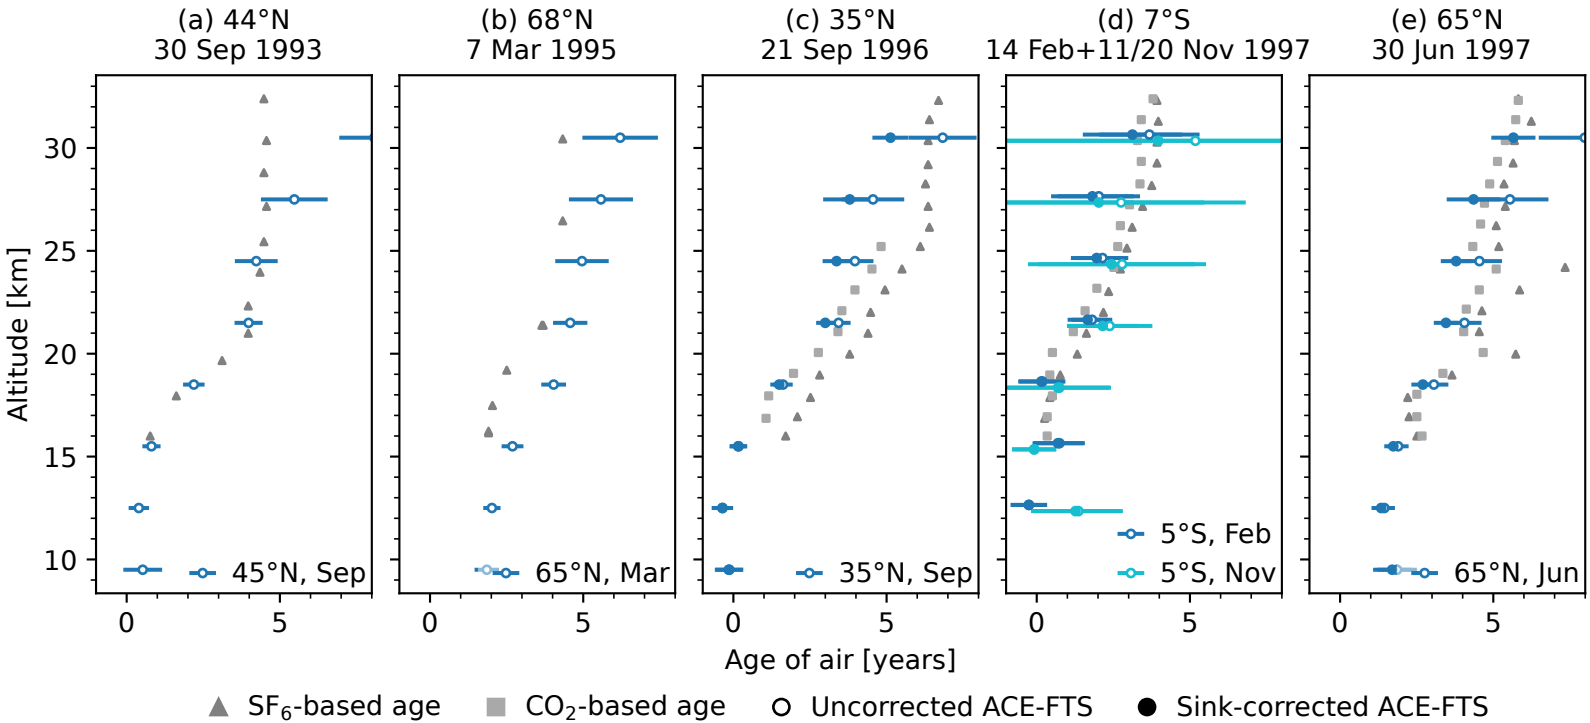 (a) 44°N
30 Sep 1993
(b) 68°N
7 Mar 1995
(c) 35°N
21 Sep 1996
(d) 7°S
14 Feb+11/20 Nov 1997
(e) 65°N
30 Jun 1997
Altitude [km]
30
25
20
15
10
45°N, Sep
65°N, Mar
35°N, Sep
5°S, Feb
5°S, Nov
65°N, Jun
0 5
0 5
0 5
0 5
0 5
Age of air [years]
SF₆-based age
CO₂-based age
Uncorrected ACE-FTS
Sink-corrected ACE-FTS